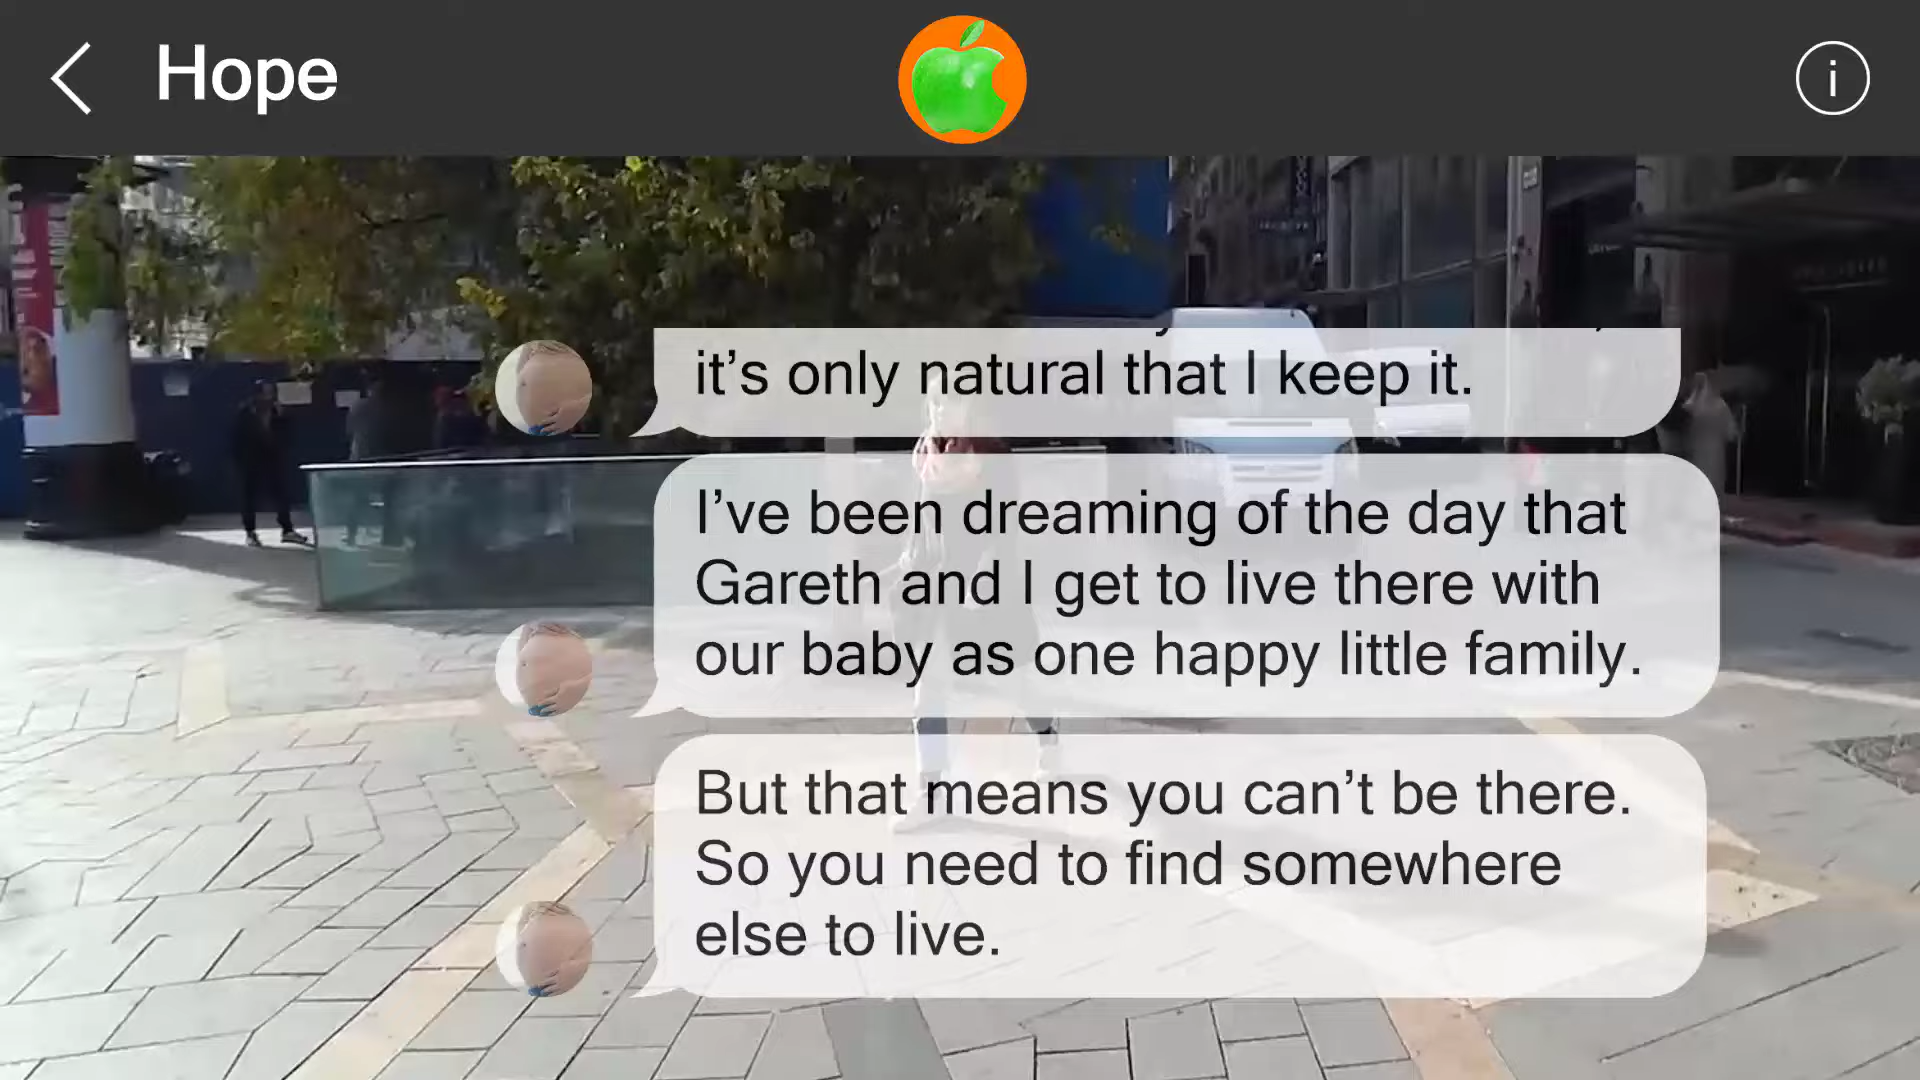 Hope
i
it’s only natural that I keep it.
I’ve been dreaming of the day that
Gareth and I get to live there with
our baby as one happy little family.
But that means you can’t be there.
So you need to find somewhere
else to live.